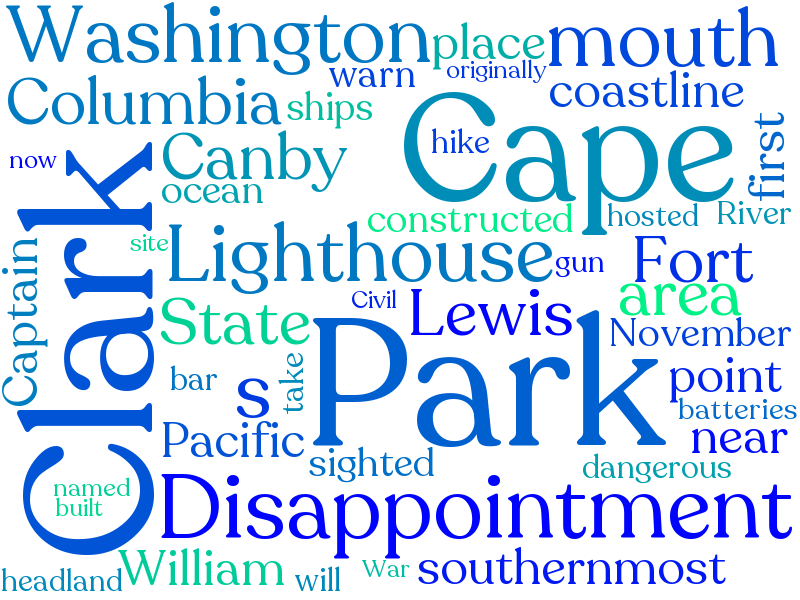 Washington
place
mouth
warn
originally
Columbia
ships
coastline
Cape
now
Canby
hike
first
ocean
constructed
hosted
River
Clark
site
Lighthouse
gun
Fort
Captain
Civil
area
State
Lewis
November
Park
bar
s
take
point
batteries
Pacific
near
sighted
dangerous
named
built
Disappointment
headland
William
will
War
southernmost